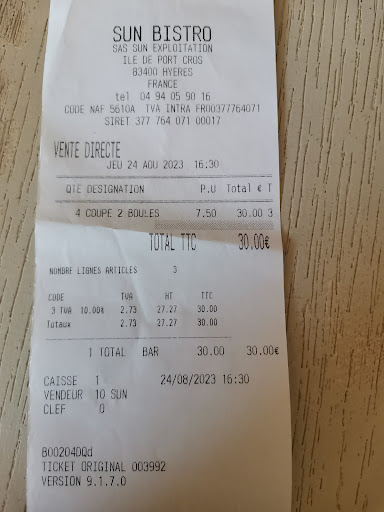 SUN BISTRO
SAS SUN EXPLOITATION
ILE DE PORT CROS
83400 HYERES
FRANCE
tel 04 94 05 90 16
CODE NAF 5610A TVA INTRA FR00377764071
SIRET 377 764 071 00017
VENTE DIRECTE
JEU 24 AOU 2023 16:30
QTE DESIGNATION P.U Total € T
4 COUPE 2 BOULES 7.50 30.00 3
TOTAL TTC 30.00€
NOMBRE LIGNES ARTICLES 3
CODE TVA HT TTC
3 TVA 10.00% 2.73 27.27 30.00
Totaux 2.73 27.27 30.00
1 TOTAL BAR 30.00 30.00€
CAISSE 1 24/08/2023 16:30
VENDEUR 10 SUN
CLEF 0
B00204DQd
TICKET ORIGINAL 003992
VERSION 9.1.7.0